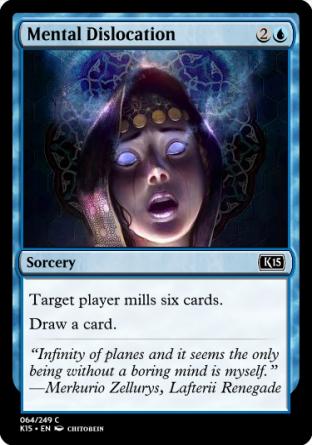 Mental Dislocation 2
Sorcery K15
Target player mills six cards.
Draw a card.
"Infinity of planes and it seems the only
being without a boring mind is myself."
—Merkurio Zellurys, Lafterii Renegade
064/249 C
K15 • EN CHITOBEIN